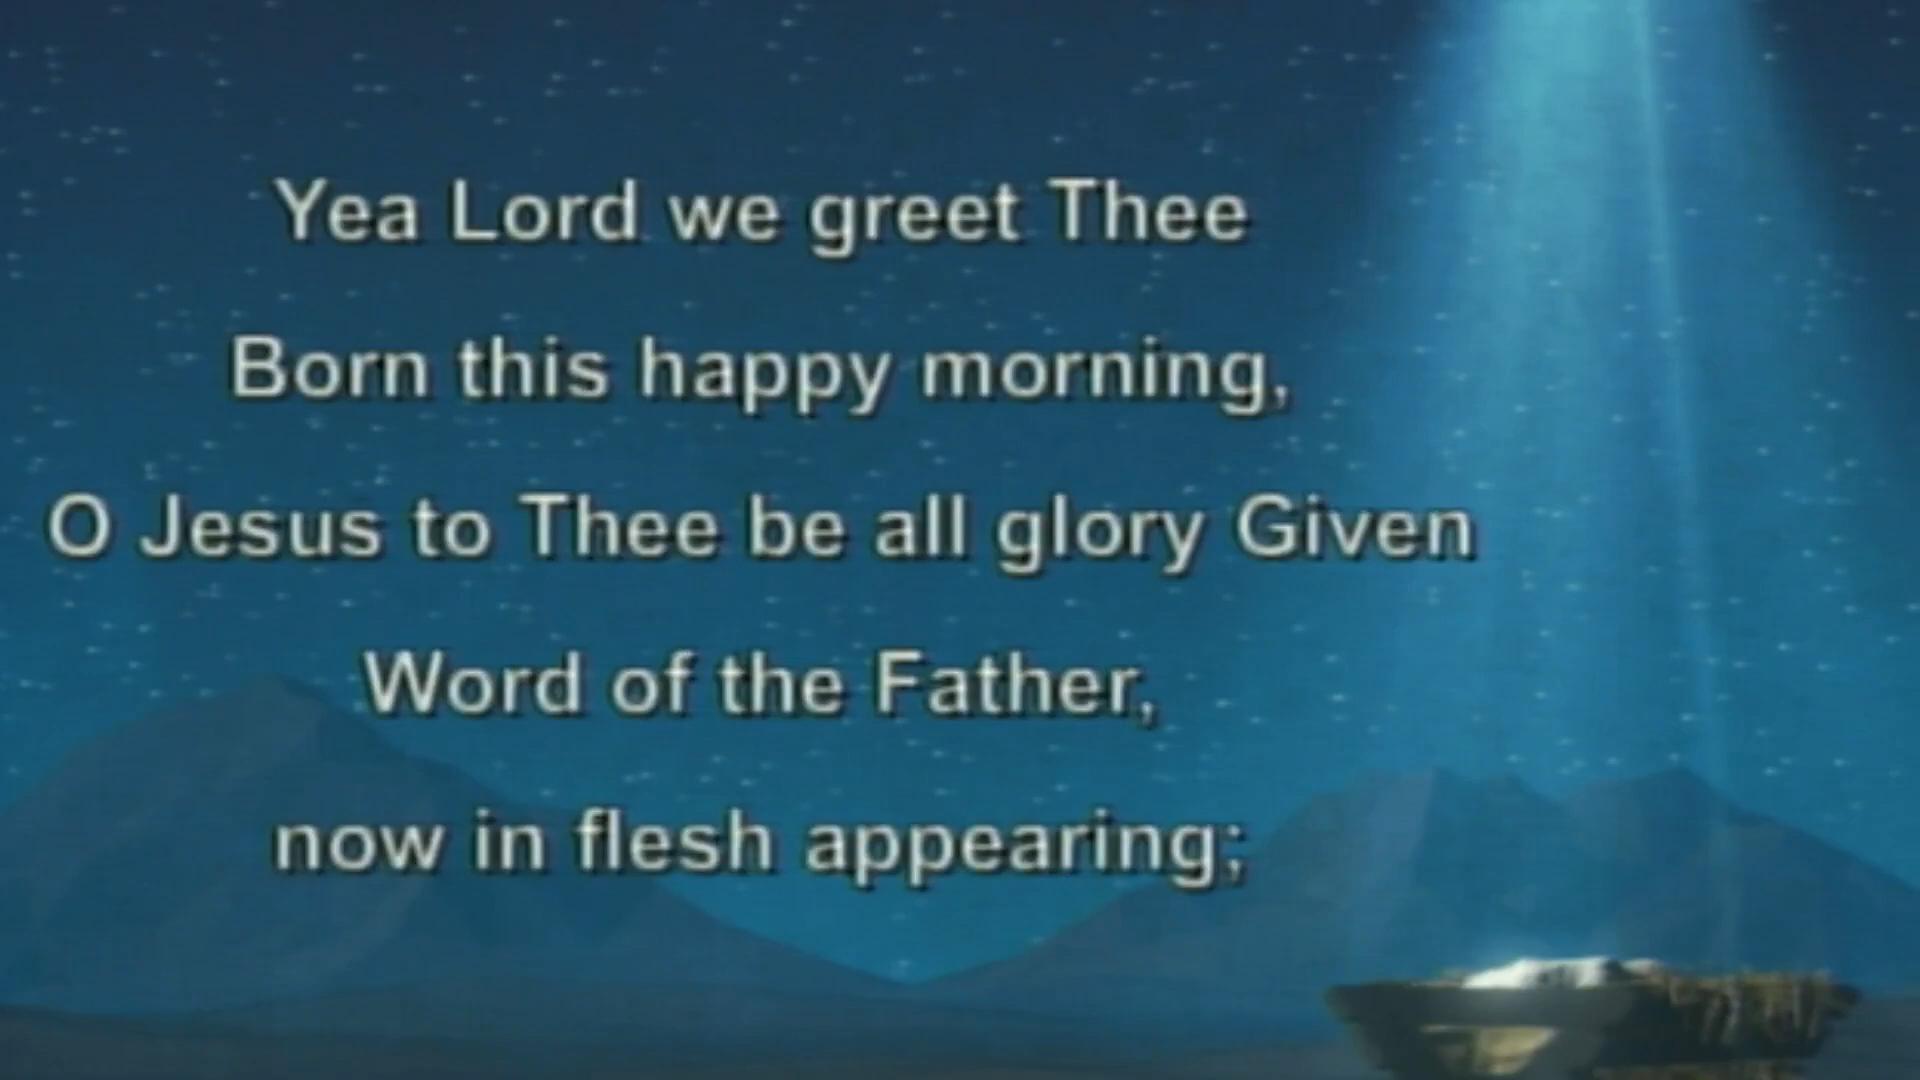 Yea Lord we greet Thee
Born this happy morning,
O Jesus to Thee be all glory Given
Word of the Father,
now in flesh appearing;